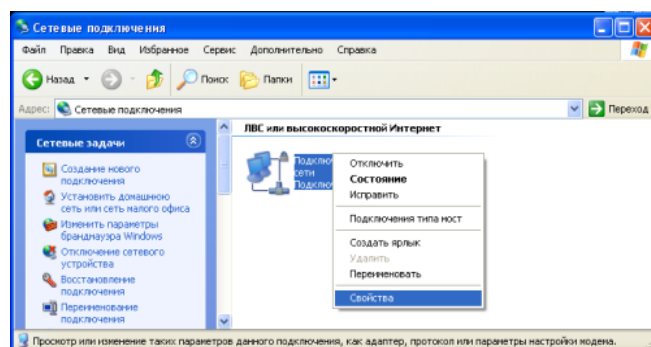 Сетевые подключения
Файл Правка Вид Избранное Сервис Дополнительно Справка
Назад Поиск Папки
Адрес: Сетевые подключения Переход
Сетевые задачи
Создание нового
подключения
Установить домашнюю
сеть или сеть малого офиса
Изменить параметры
брандмауэра Windows
Отключение сетевого
устройства
Восстановление
подключения
Переименование
подключения
ЛВС или высокоскоростной Интернет
Подклю
сети
Подклю
Отключить
Состояние
Исправить
Подключения типа мост
Создать ярлык
Удалить
Переименовать
Свойства
Просмотр или изменение таких параметров данного подключения, как адаптер, протокол или параметры настройки модема.